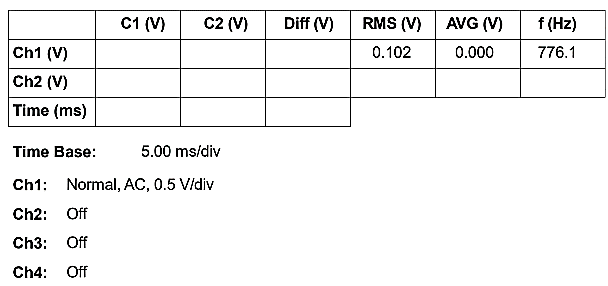 C1 (V) C2 (V) Diff (V) RMS (V) AVG (V) f (Hz)
Ch1 (V) 0.102 0.000 776.1
Ch2 (V)
Time (ms)
Time Base: 5.00 ms/div
Ch1: Normal, AC, 0.5 V/div
Ch2: Off
Ch3: Off
Ch4: Off